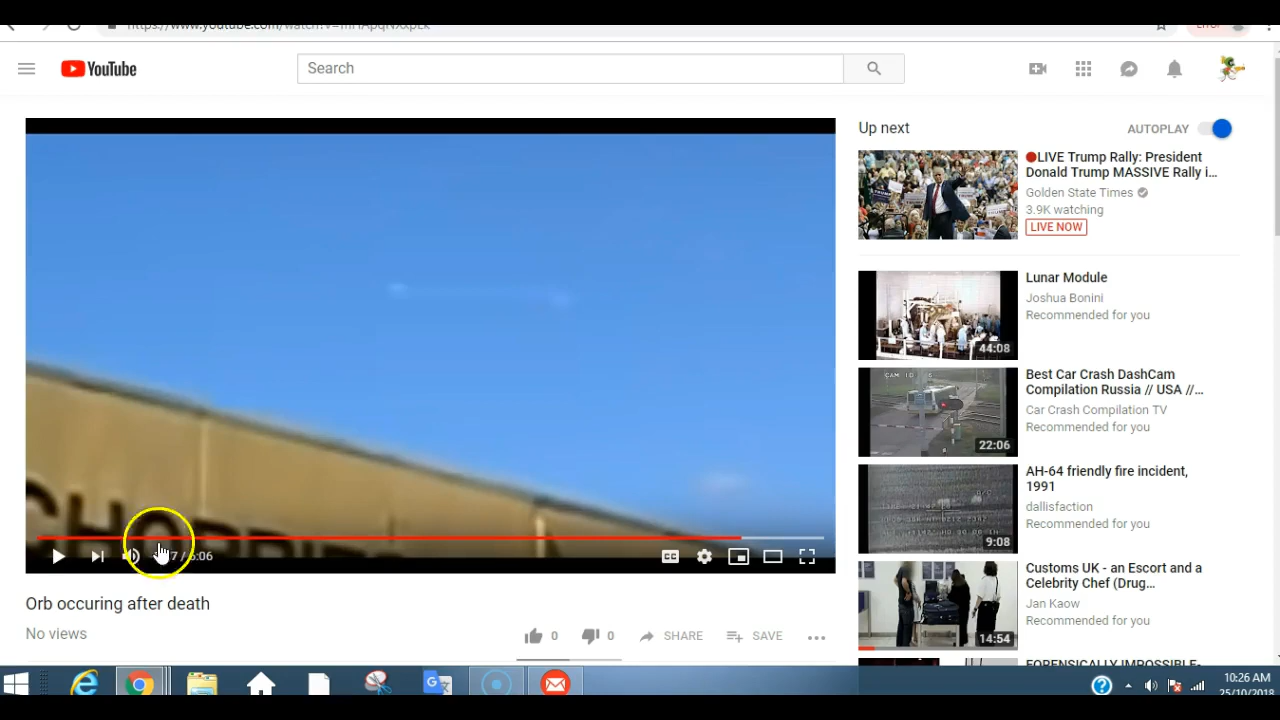 YouTube
Search
Up next
AUTOPLAY
LIVE Trump Rally: President
Donald Trump MASSIVE Rally i...
Golden State Times
3.9K watching
LIVE NOW
Lunar Module
Joshua Bonini
Recommended for you
44:08
Best Car Crash DashCam
Compilation Russia // USA //...
Car Crash Compilation TV
Recommended for you
22:06
AH-64 friendly fire incident,
1991
dallisfaction
Recommended for you
9:08
Customs UK - an Escort and a
Celebrity Chef (Drug...
Jan Kaow
Recommended for you
14:54
CC
Orb occuring after death
No views
0
0
SHARE
SAVE
10:26 AM
25/10/2018